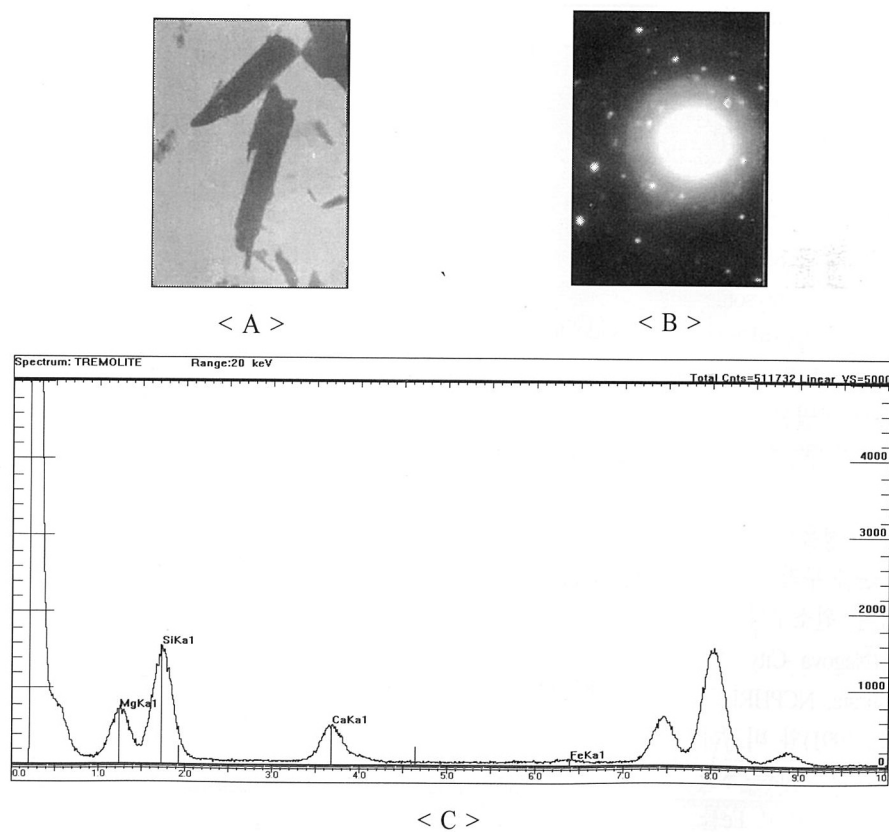 < A >
< B >
Spectrum: TREMOLITE Range:20 keV
Total Cnts=511732 Linear VS=5000
4000
3000
2000
1000
0
SiKa1
MgKa1
CaKa1
FeKa1
0.0 1.0 2.0 3.0 4.0 5.0 6.0 7.0 8.0 9.0
< C >